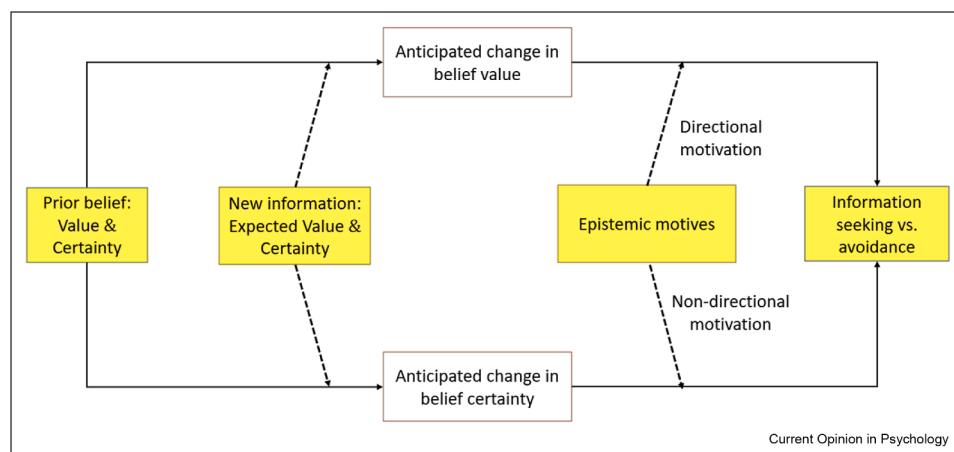 Anticipated change in
belief value
Directional
motivation
Prior belief:
Value &
Certainty
New information:
Expected Value &
Certainty
Epistemic motives
Information
seeking vs.
avoidance
Non-directional
motivation
Anticipated change in
belief certainty
Current Opinion in Psychology